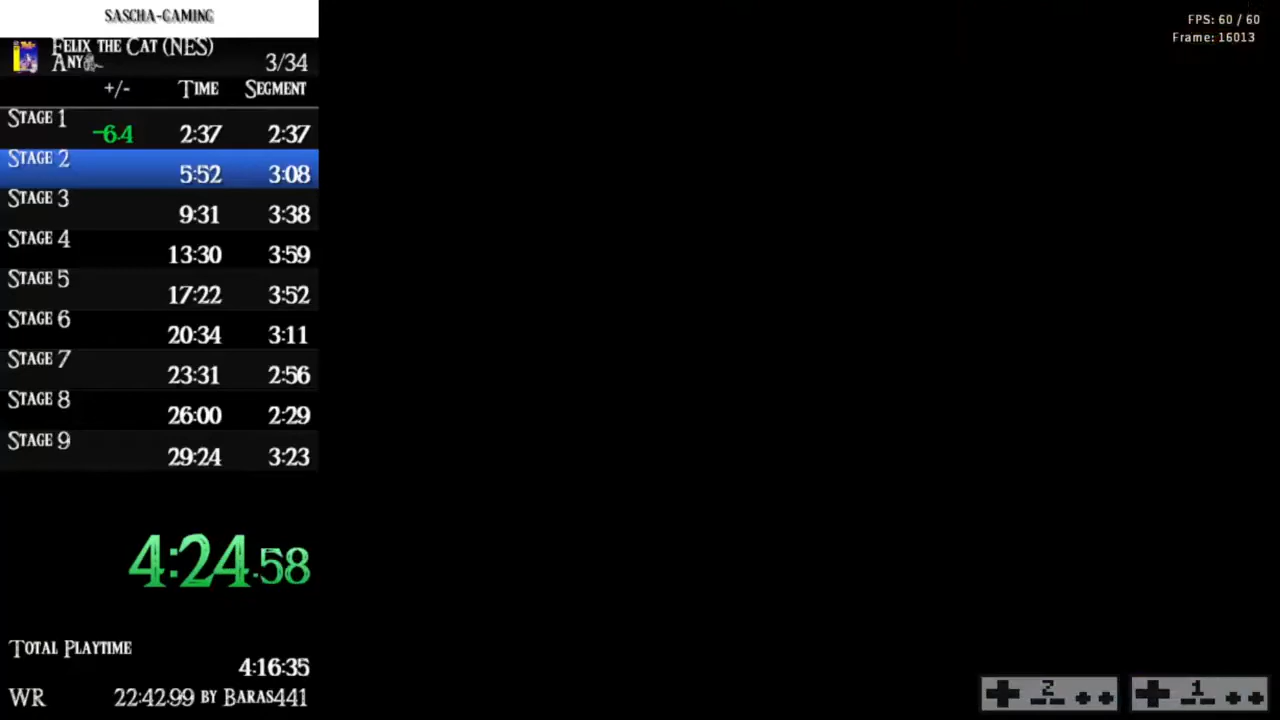 SASCHA-GAMING
FELIX THE CAT (NES)
ANY 3/34
+/- TIME SEGMENT
STAGE 1 -6.4 2:37 2:37
STAGE 2 5:52 3:08
STAGE 3 9:31 3:38
STAGE 4 13:30 3:59
STAGE 5 17:22 3:52
STAGE 6 20:34 3:11
STAGE 7 23:31 2:56
STAGE 8 26:00 2:29
STAGE 9 29:24 3:23
4:24.58
TOTAL PLAYTIME
4:16:35
WR 22:42.99 BY BARAS441
FPS: 60 / 60
Frame: 16013
2 1